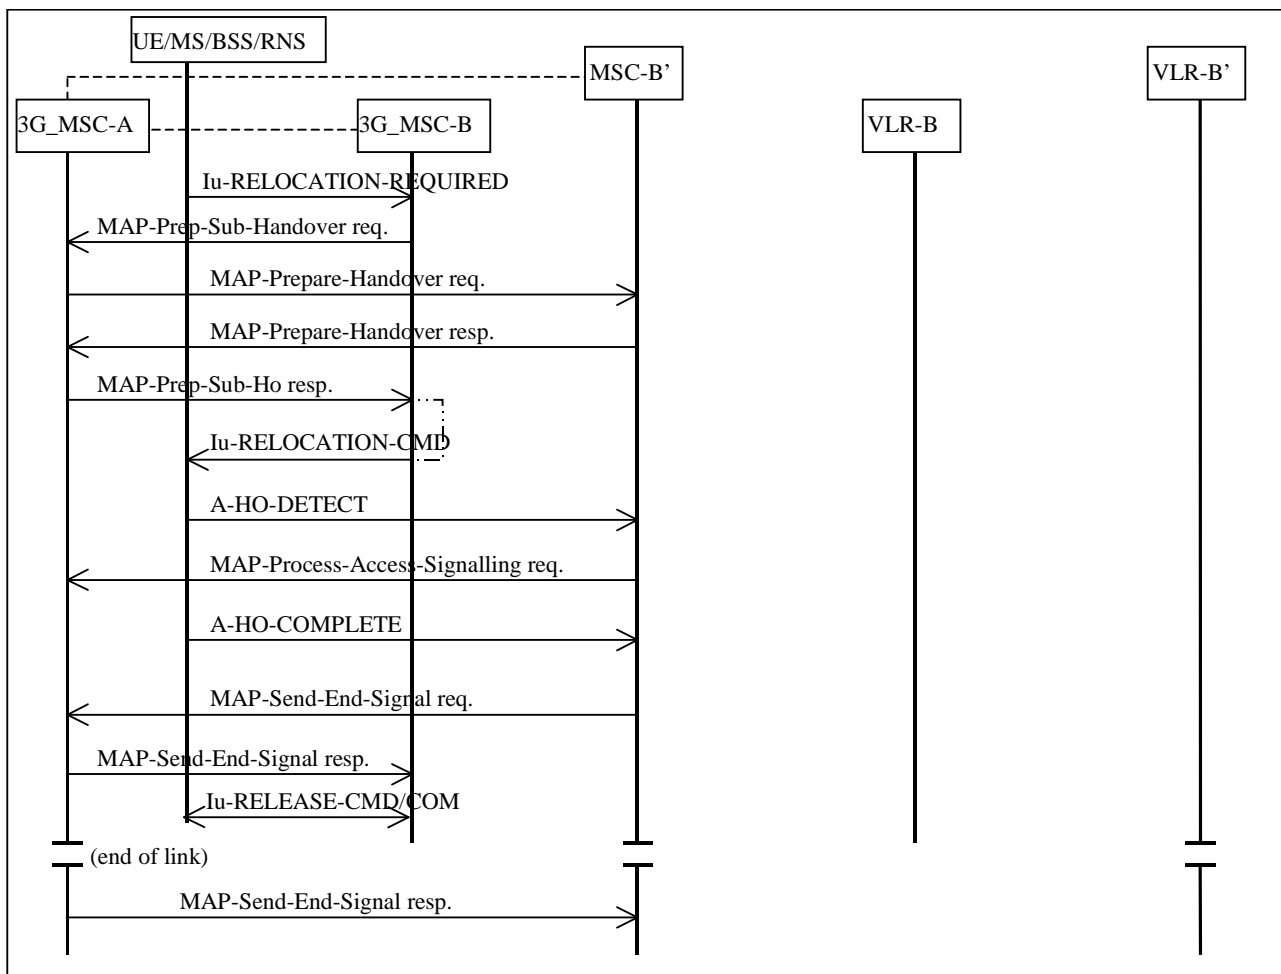 UE/MS/BSS/RNS
MSC-B’
VLR-B’
3G_MSC-A
3G_MSC-B
VLR-B
Iu-RELOCATION-REQUIRED
MAP-Prep-Sub-Handover req.
MAP-Prepare-Handover req.
MAP-Prepare-Handover resp.
MAP-Prep-Sub-Ho resp.
Iu-RELOCATION-CMD
A-HO-DETECT
MAP-Process-Access-Signalling req.
A-HO-COMPLETE
MAP-Send-End-Signal req.
MAP-Send-End-Signal resp.
Iu-RELEASE-CMD/COM
(end of link)
MAP-Send-End-Signal resp.